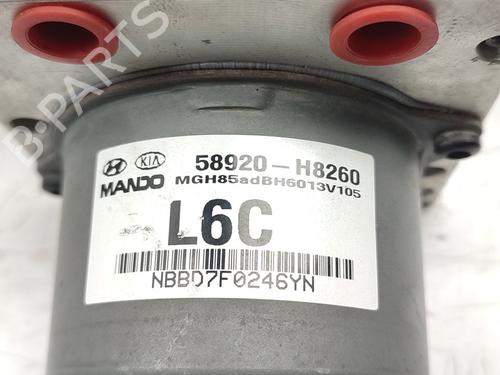 B-PARTS
KIA 58920-H8260
MANDO MGH85adBH6013V105
L6C
NBBD7F0246YN